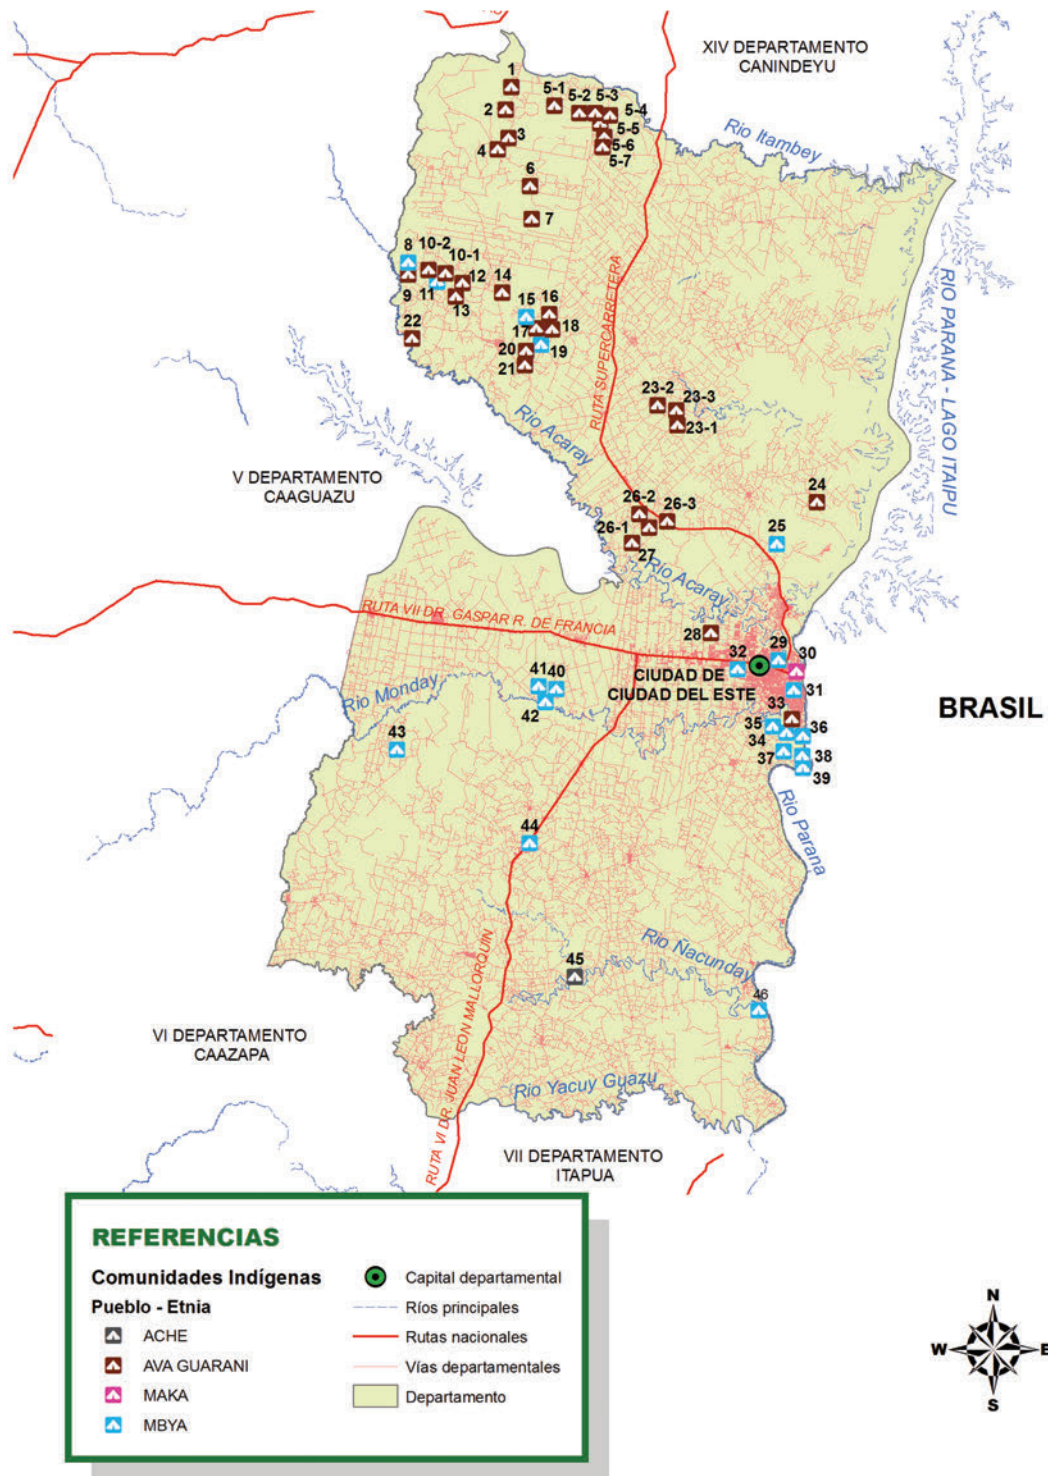 XIV DEPARTAMENTO
CANINDEYU
1
2
3
4
5-1
5-2
5-3
5-4
5-5
5-6
5-7
6
7
Rio Itambey
8
9
10-2
10-1
11
12
13
14
15
16
17
18
19
20
21
22
RUTA SUPERCARRETERA
RIO PARANA - LAGO ITAIPU
23-2
23-3
23-1
Rio Acaray
V DEPARTAMENTO
CAAGUAZU
24
25
26-2
26-3
26-1
27
Rio Acaray
RUTA VII DR. GASPAR R. DE FRANCIA
28
29
30
31
32
CIUDAD DE
CIUDAD DEL ESTE
33
BRASIL
34
35
36
37
38
39
Rio Monday
41
40
42
43
44
Rio Parana
45
Rio Ñacunday
46
VI DEPARTAMENTO
CAAZAPA
RUTA VI DR. JUAN LEON MALLORQUIN
Rio Yacuy Guazu
VII DEPARTAMENTO
ITAPUA
REFERENCIAS
Comunidades Indígenas
Pueblo - Etnia
ACHE
AVA GUARANI
MAKA
MBYA
Capital departamental
Ríos principales
Rutas nacionales
Vías departamentales
Departamento
N
W
E
S